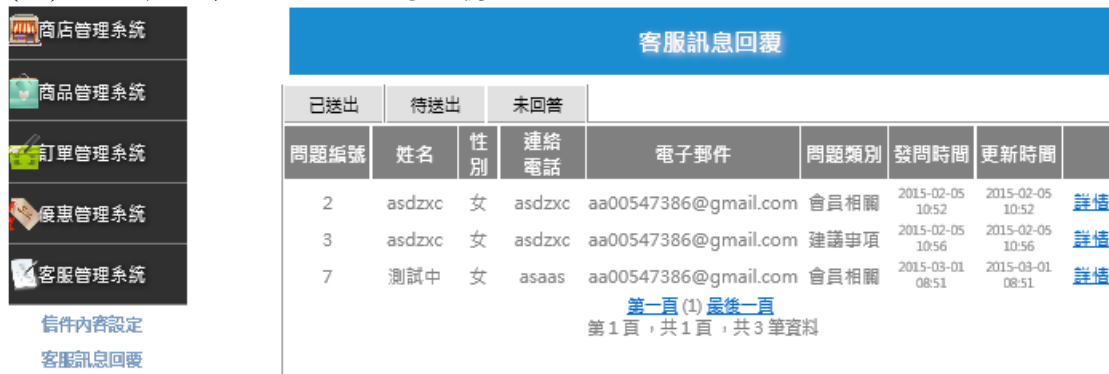 商店管理系統
商品管理系統
訂單管理系統
優惠管理系統
客服管理系統
信件內容設定
客服訊息回覆
客服訊息回覆
已送出 待送出 未回答
問題編號 姓名 性別 連絡電話 電子郵件 問題類別 發問時間 更新時間
2 asdzxc 女 asdzxc aa00547386@gmail.com 會員相關 2015-02-05 10:52 2015-02-05 10:52 詳情
3 asdzxc 女 asdzxc aa00547386@gmail.com 建議事項 2015-02-05 10:56 2015-02-05 10:56 詳情
7 測試中 女 asaas aa00547386@gmail.com 會員相關 2015-03-01 08:51 2015-03-01 08:51 詳情
第一頁 (1) 最後一頁
第1頁，共1頁，共3筆資料